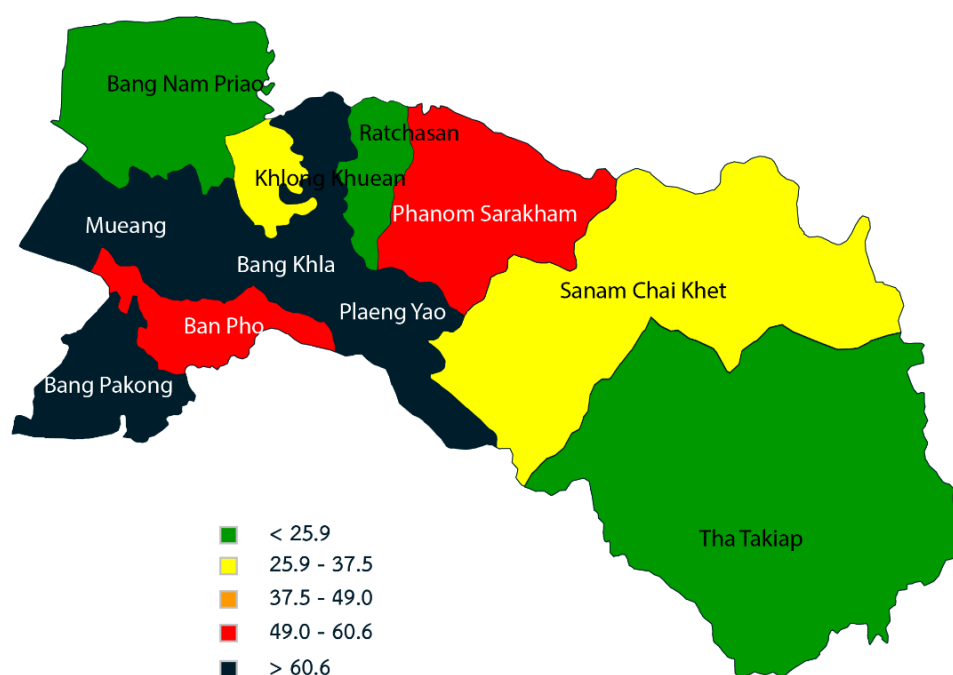 Bang Nam Priao
Ratchasan
Khlong Khuean
Phanom Sarakham
Mueang
Bang Khla
Sanam Chai Khet
Plaeng Yao
Ban Pho
Bang Pakong
Tha Takiap
< 25.9
25.9 - 37.5
37.5 - 49.0
49.0 - 60.6
> 60.6